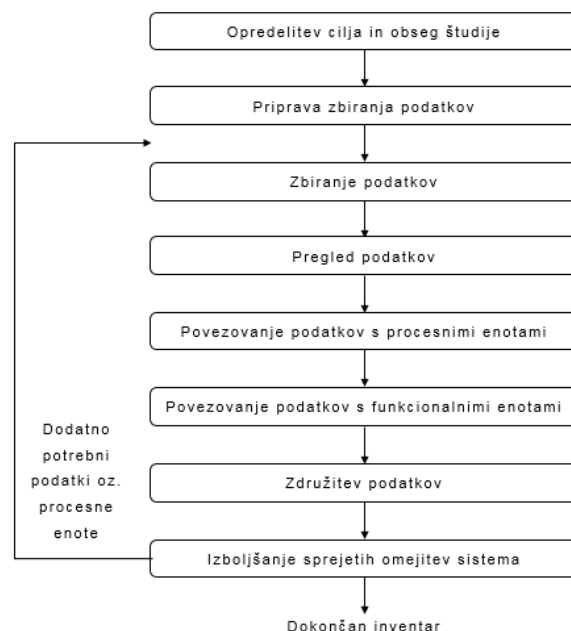 Opredelitev cilja in obseg študije
Priprava zbiranja podatkov
Zbiranje podatkov
Pregled podatkov
Povezovanje podatkov s procesnimi enotami
Povezovanje podatkov s funkcionalnimi enotami
Združitev podatkov
Izboljšanje sprejetih omejitev sistema
Dokončan inventar
Dodatno
potrebni
podatki oz.
procesne
enote